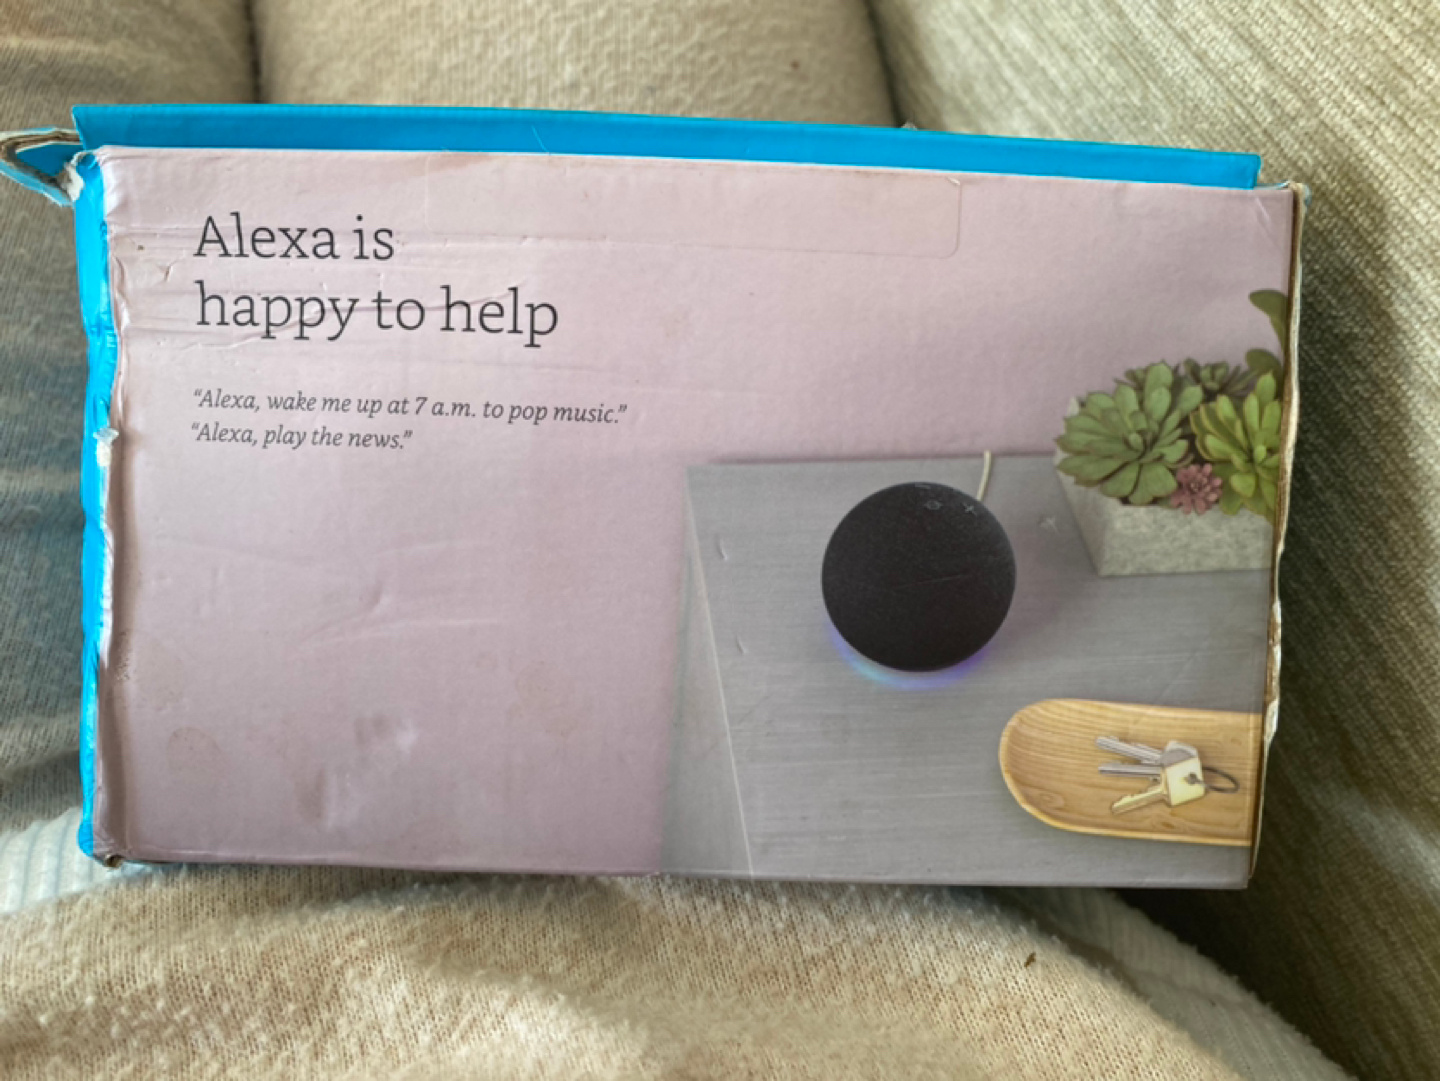 Alexa is
happy to help
“Alexa, wake me up at 7 a.m. to pop music.”
“Alexa, play the news.”